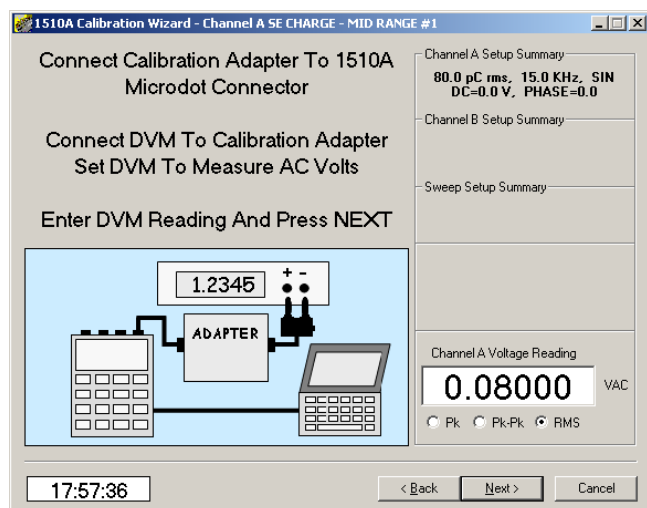 1510A Calibration Wizard - Channel A SE CHARGE - MID RANGE #1
Connect Calibration Adapter To 1510A
Microdot Connector
Connect DVM To Calibration Adapter
Set DVM To Measure AC Volts
Enter DVM Reading And Press NEXT
+ -
1.2345
ADAPTER
Channel A Setup Summary
80.0 pC rms, 15.0 KHz, SIN
DC=0.0 V, PHASE=0.0
Channel B Setup Summary
Sweep Setup Summary
Channel A Voltage Reading
0.08000 VAC
Pk Pk-Pk RMS
17:57:36
< Back Next > Cancel